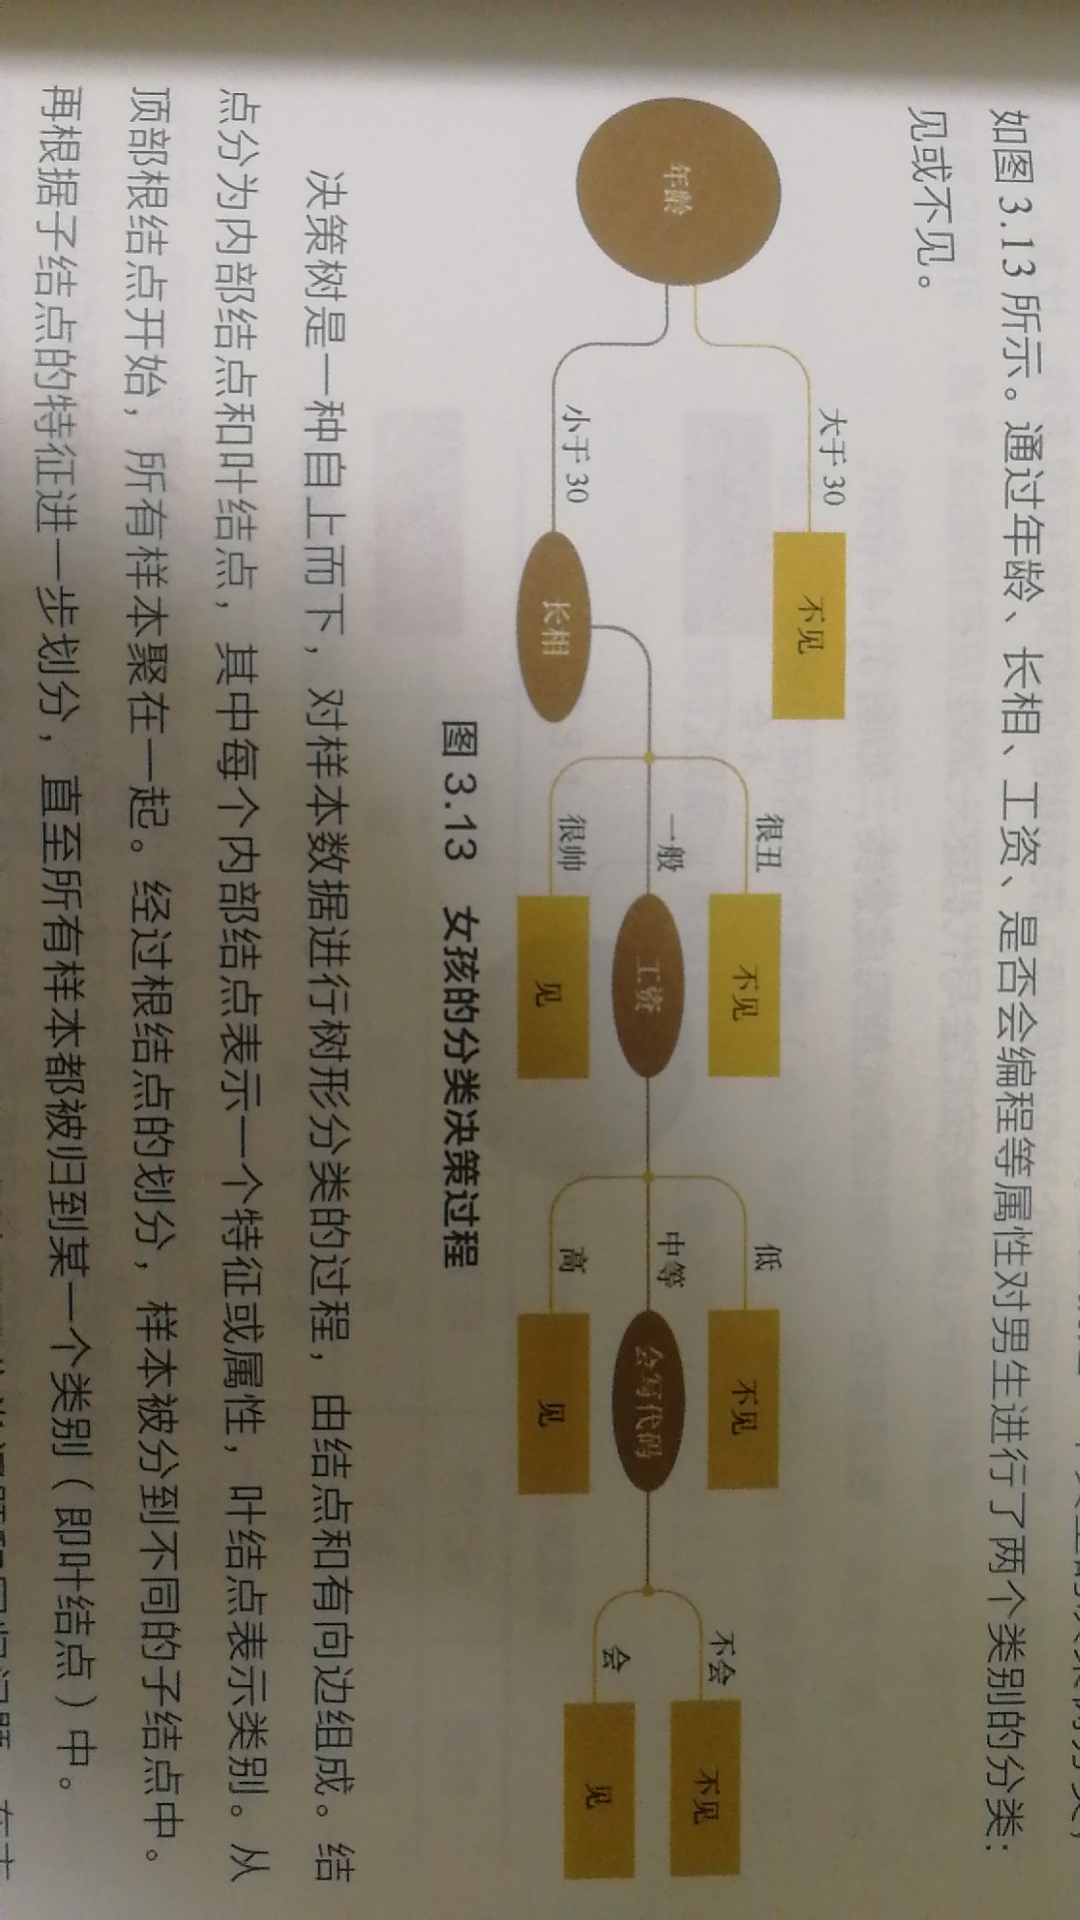 如图 3.13 所示。通过年龄、长相、工资、是否会编程等属性对男生进行了两个类别的分类：
见或不见。
大于 30
不见
年龄
小于 30
长相
很丑
不见
一般
工资
很帅
见
低
不见
中等
会写代码
高
见
不会
不见
会
见
图 3.13 女孩的分类决策过程
决策树是一种自上而下，对样本数据进行树形分类的过程，由结点和有向边组成。结
点分为内部结点和叶结点，其中每个内部结点表示一个特征或属性，叶结点表示类别。从
顶部根结点开始，所有样本聚在一起。经过根结点的划分，样本被分到不同的子结点中。
再根据子结点的特征进一步划分，直至所有样本都被归到某一个类别（即叶结点）中。